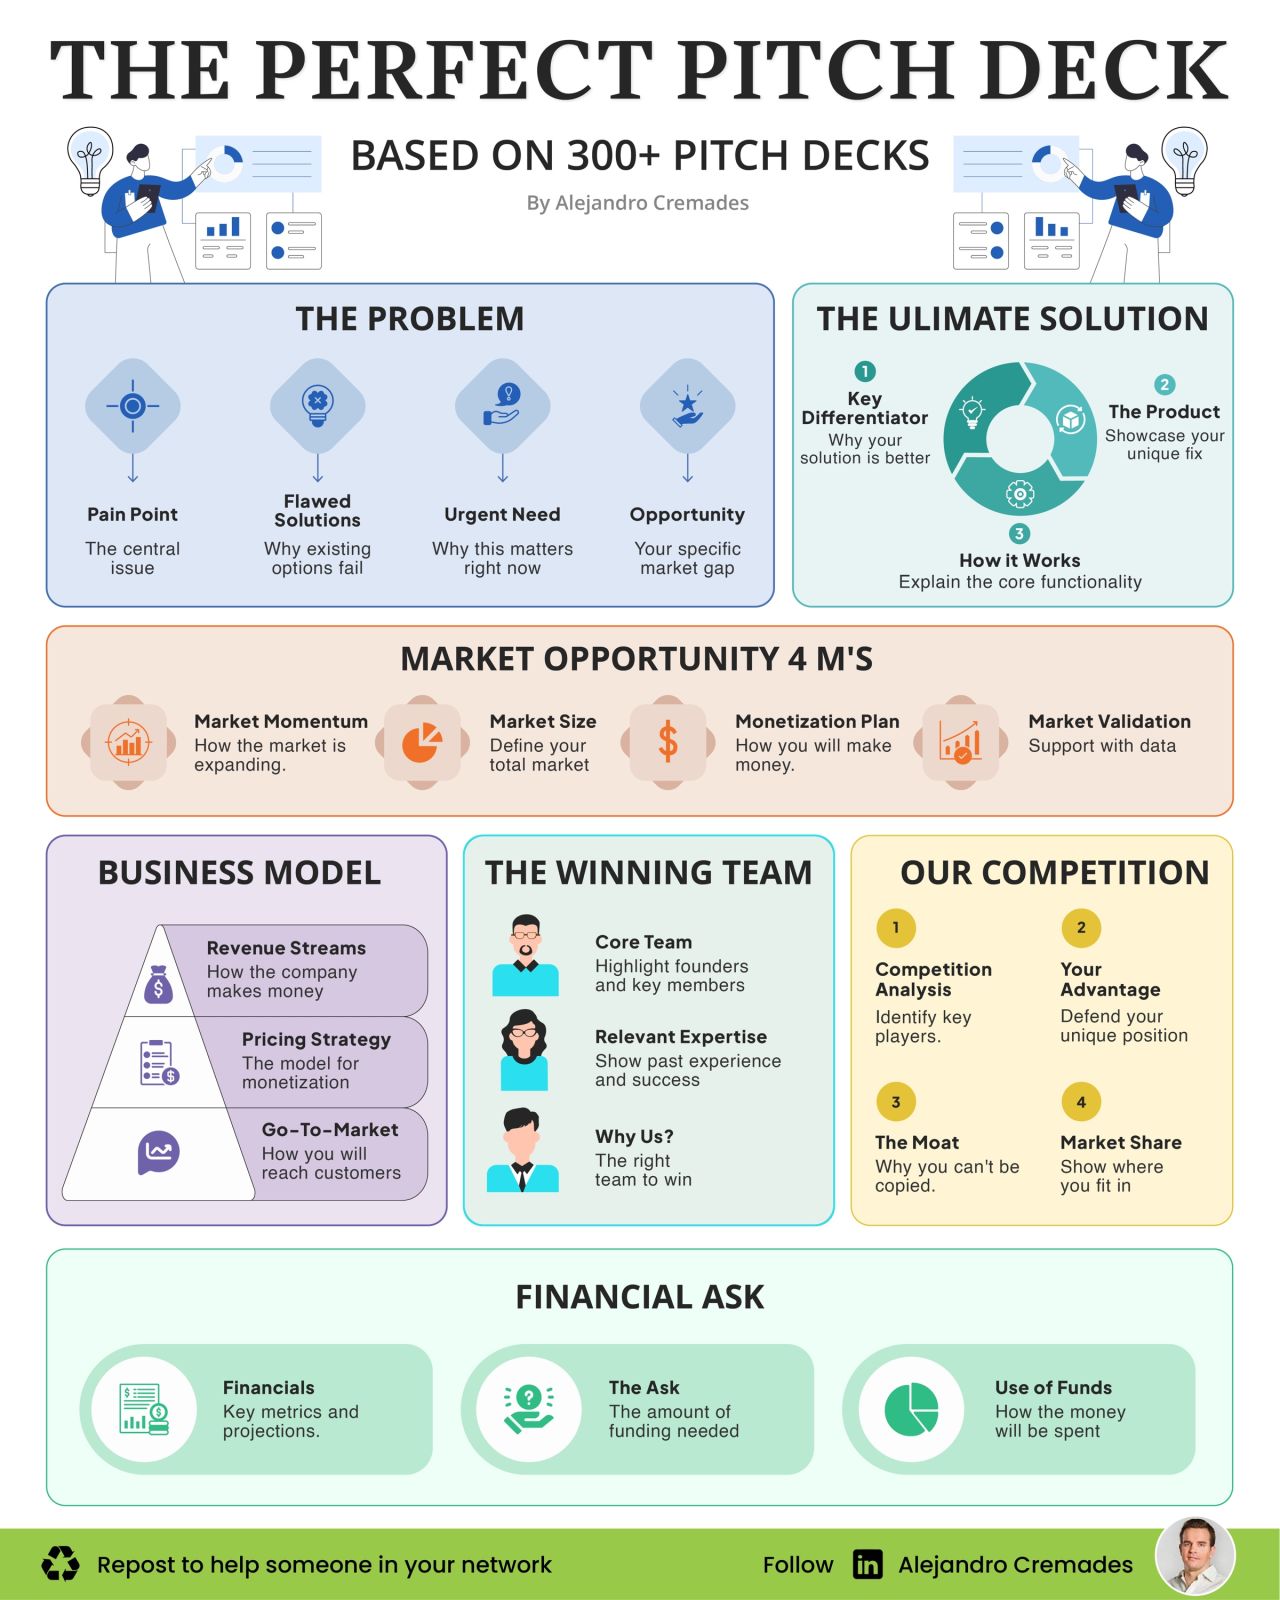 THE PERFECT PITCH DECK
BASED ON 300+ PITCH DECKS
By Alejandro Cremades
THE PROBLEM
Pain Point
The central
issue
Flawed
Solutions
Why existing
options fail
Urgent Need
Why this matters
right now
Opportunity
Your specific
market gap
THE ULIMATE SOLUTION
1
Key
Differentiator
Why your
solution is better
2
The Product
Showcase your
unique fix
3
How it Works
Explain the core functionality
MARKET OPPORTUNITY 4 M'S
Market Momentum
How the market is
expanding.
Market Size
Define your
total market
$
Monetization Plan
How you will make
money.
Market Validation
Support with data
BUSINESS MODEL
$
Revenue Streams
How the company
makes money
$
Pricing Strategy
The model for
monetization
Go-To-Market
How you will
reach customers
THE WINNING TEAM
Core Team
Highlight founders
and key members
Relevant Expertise
Show past experience
and success
Why Us?
The right
team to win
OUR COMPETITION
1
Competition
Analysis
Identify key
players.
2
Your
Advantage
Defend your
unique position
3
The Moat
Why you can't be
copied.
4
Market Share
Show where
you fit in
FINANCIAL ASK
$
$
Financials
Key metrics and
projections.
?
The Ask
The amount of
funding needed
Use of Funds
How the money
will be spent
Repost to help someone in your network
Follow in Alejandro Cremades